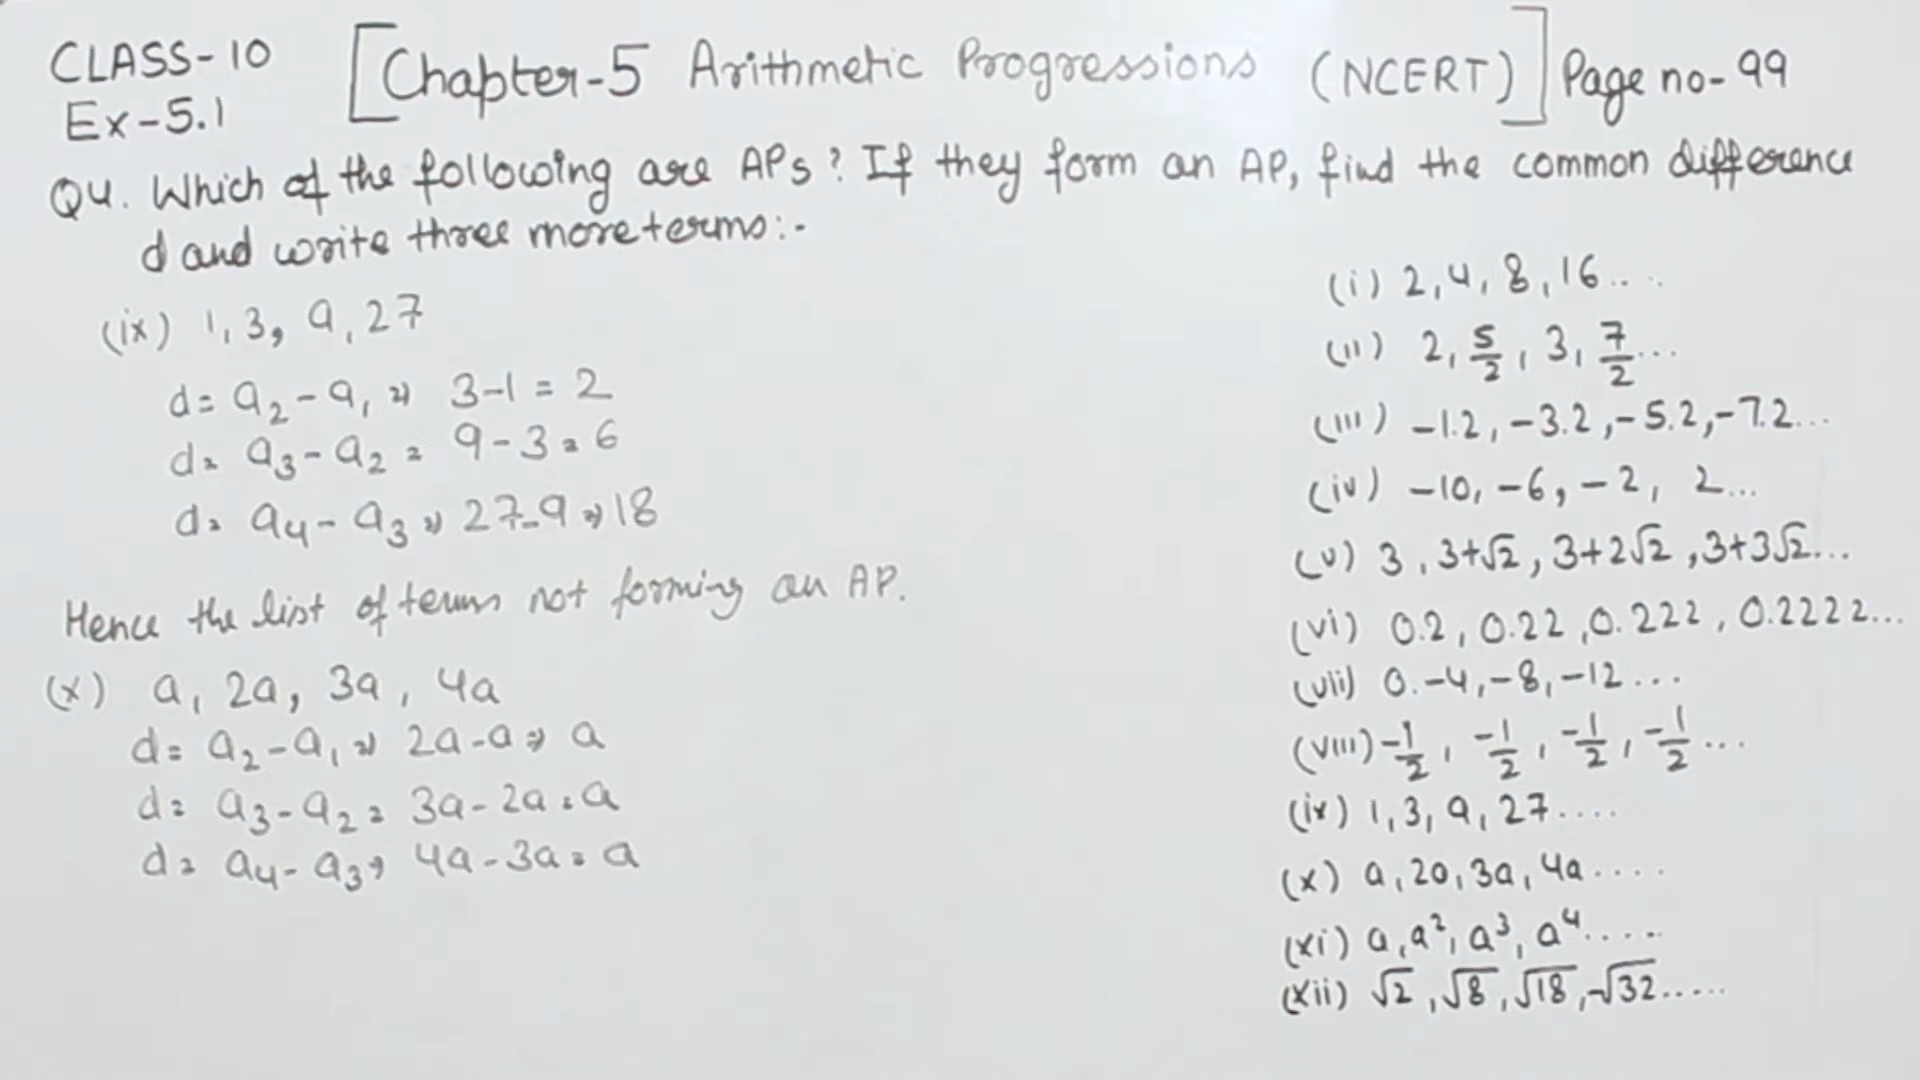 CLASS-10 [Chapter-5 Arithmetic Progressions (NCERT)] Page no-99
Ex-5.1
Q4. Which of the following are APs? If they form an AP, find the common difference
d and write three more terms:-
(ix) 1, 3, 9, 27
d = a₂ - a₁ ⇒ 3-1 = 2
d = a₃ - a₂ = 9-3 = 6
d = a₄ - a₃ ⇒ 27-9 ⇒ 18
Hence the list of terms not forming an AP.
(x) a, 2a, 3a, 4a
d = a₂ - a₁ ⇒ 2a-a ⇒ a
d = a₃ - a₂ = 3a-2a = a
d = a₄ - a₃ ⇒ 4a-3a = a
(i) 2, 4, 8, 16....
(ii) 2, 5/2, 3, 7/2...
(iii) -1.2, -3.2, -5.2, -7.2...
(iv) -10, -6, -2, 2...
(v) 3, 3+√2, 3+2√2, 3+3√2...
(vi) 0.2, 0.22, 0.222, 0.2222...
(vii) 0.-4, -8, -12...
(viii) -1/2, -1/2, -1/2, -1/2...
(ix) 1, 3, 9, 27....
(x) a, 2a, 3a, 4a....
(xi) a, a², a³, a⁴....
(xii) √2, √8, √18, √32.....